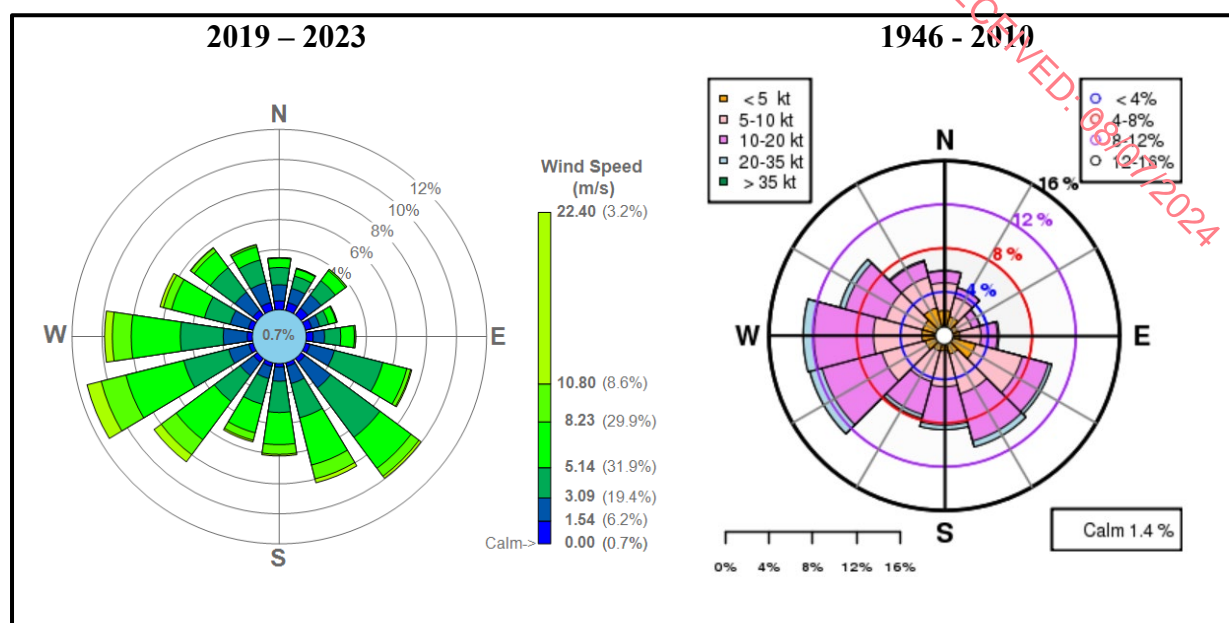 2019 – 2023
N
12%
10%
8%
6%
4%
W
0.7%
E
S
Wind Speed
(m/s)
22.40 (3.2%)
10.80 (8.6%)
8.23 (29.9%)
5.14 (31.9%)
3.09 (19.4%)
1.54 (6.2%)
0.00 (0.7%)
Calm->
1946 - 2010
< 5 kt
5-10 kt
10-20 kt
20-35 kt
> 35 kt
< 4%
4-8%
8-12%
12-16%
N
16 %
12 %
8 %
4 %
W
E
S
0% 4% 8% 12% 16%
Calm 1.4 %
ECEIVED: 08/07/2024